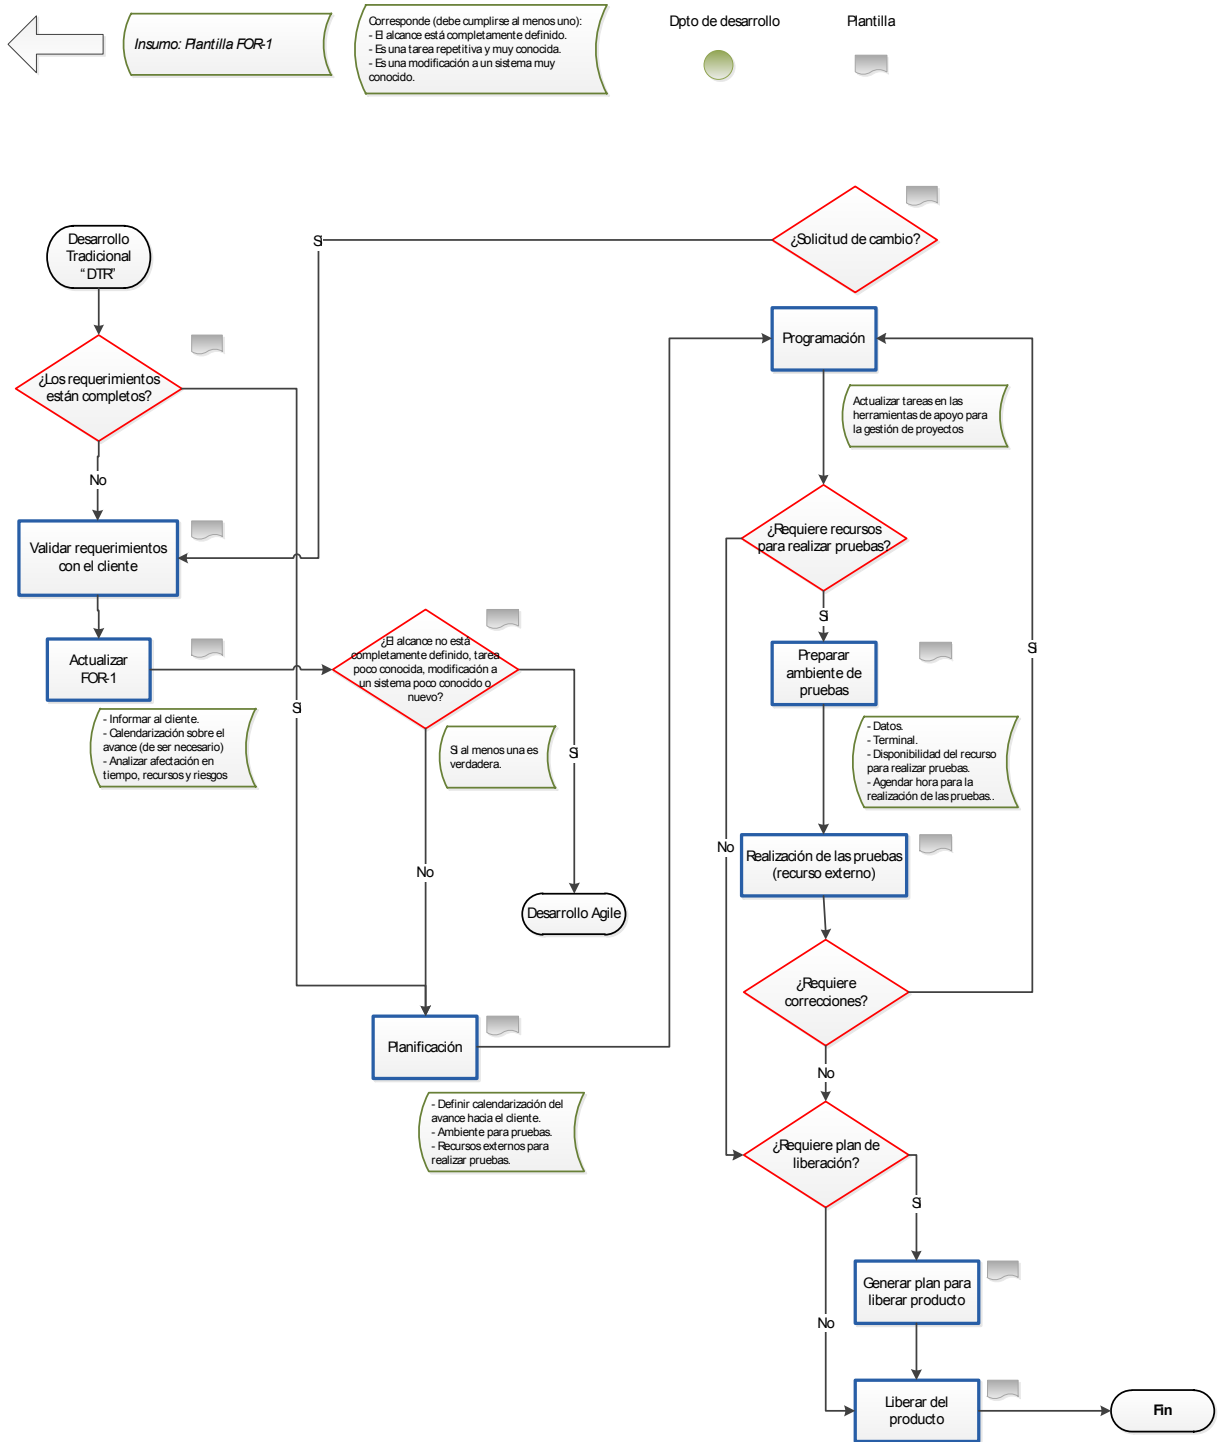 Insumo: Plantilla FOR-1
Corresponde (debe cumplirse al menos uno):
- El alcance está completamente definido.
- Es una tarea repetitiva y muy conocida.
- Es una modificación a un sistema muy
conocido.
Dpto de desarrollo
Plantilla
Desarrollo
Tradicional
“DTR”
¿Solicitud de cambio?
Si
¿Los requerimientos
están completos?
No
Si
Validar requerimientos
con el cliente
Actualizar
FOR-1
- Informar al cliente.
- Calendarización sobre el
avance (de ser necesario)
- Analizar afectación en
tiempo, recursos y riesgos
¿El alcance no está
completamente definido, tarea
poco conocida, modificación a
un sistema poco conocido o
nuevo?
Si al menos una es
verdadera.
Si
No
Desarrollo Agile
Planificación
- Definir calendarización del
avance hacia el cliente.
- Ambiente para pruebas.
- Recursos externos para
realizar pruebas.
Programación
Actualizar tareas en las
herramientas de apoyo para
la gestión de proyectos
¿Requiere recursos
para realizar pruebas?
Si
No
Preparar
ambiente de
pruebas
- Datos.
- Terminal.
- Disponibilidad del recurso
para realizar pruebas.
- Agendar hora para la
realización de las pruebas..
Realización de las pruebas
(recurso externo)
¿Requiere
correcciones?
Si
No
¿Requiere plan de
liberación?
Si
No
Generar plan para
liberar producto
Liberar del
producto
Fin